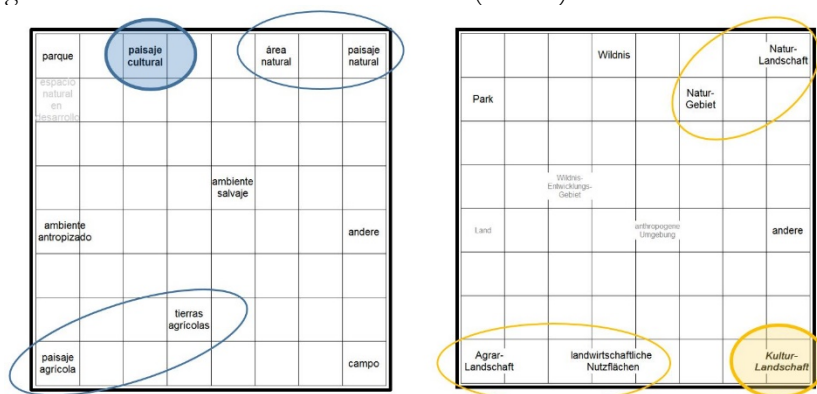 parque
paisaje
cultural
área
natural
paisaje
natural
espacio
natural
en
desarrollo
ambiente
salvaje
ambiente
antropizado
andere
tierras
agrícolas
paisaje
agrícola
campo
Wildnis
Natur-
Landschaft
Park
Natur-
Gebiet
Wildnis-
Entwicklungs-
Gebiet
Land
anthropogene
Umgebung
andere
Agrar-
Landschaft
landwirtschaftliche
Nutzflächen
Kultur-
Landschaft